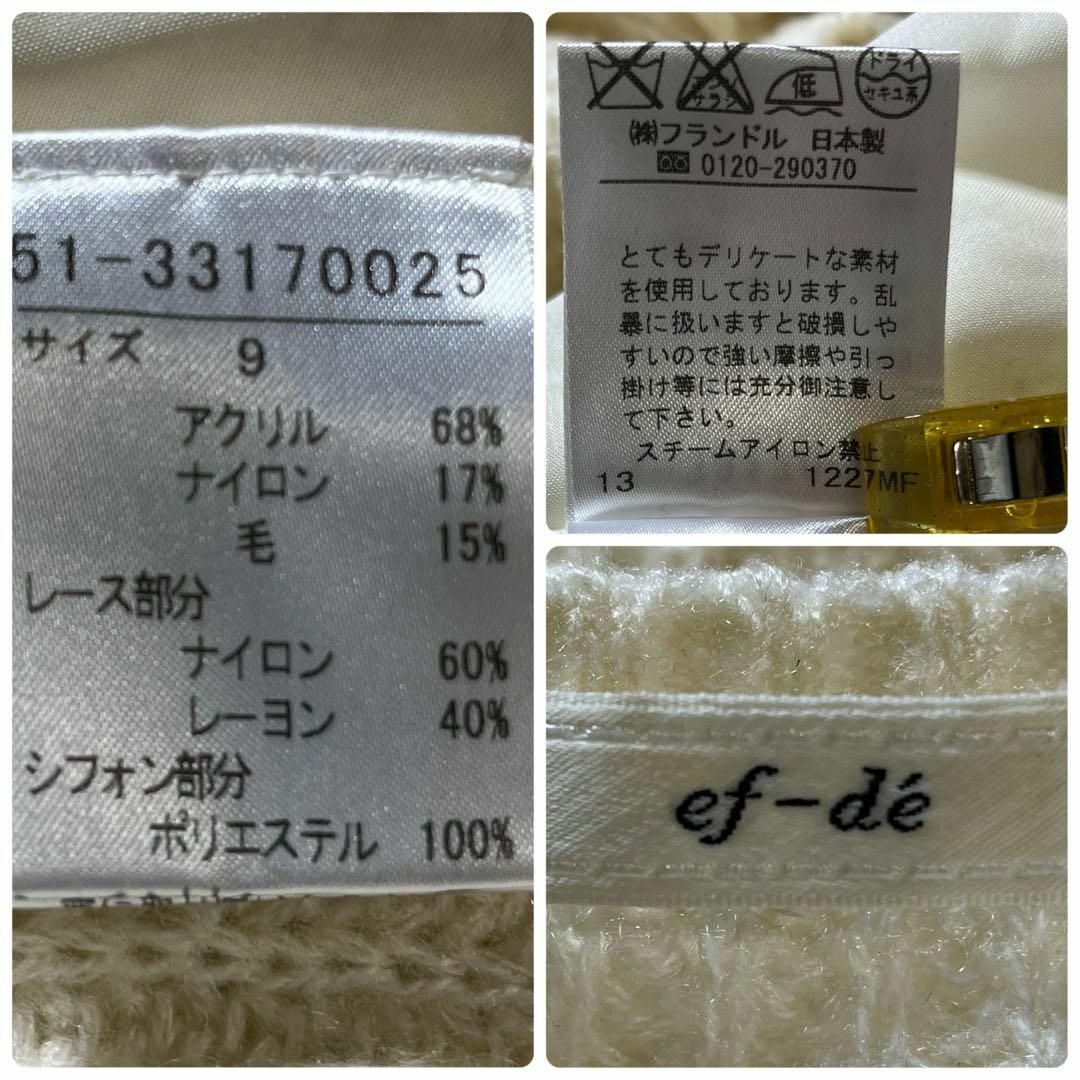 51-33170025
サイズ 9
アクリル 68%
ナイロン 17%
毛 15%
レース部分
ナイロン 60%
レーヨン 40%
シフォン部分
ポリエステル 100%
エンソ サラシ
低
ドライ
セキユ系
㈱フランドル 日本製
0120-290370
とてもデリケートな素材
を使用しております。乱
暴に扱いますと破損しや
すいので強い摩擦や引っ
掛け等には充分御注意し
て下さい。
スチームアイロン禁止
13 1227MF
ef-dé